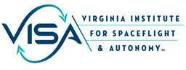 VISA
VIRGINIA INSTITUTE
FOR SPACEFLIGHT
& AUTONOMY